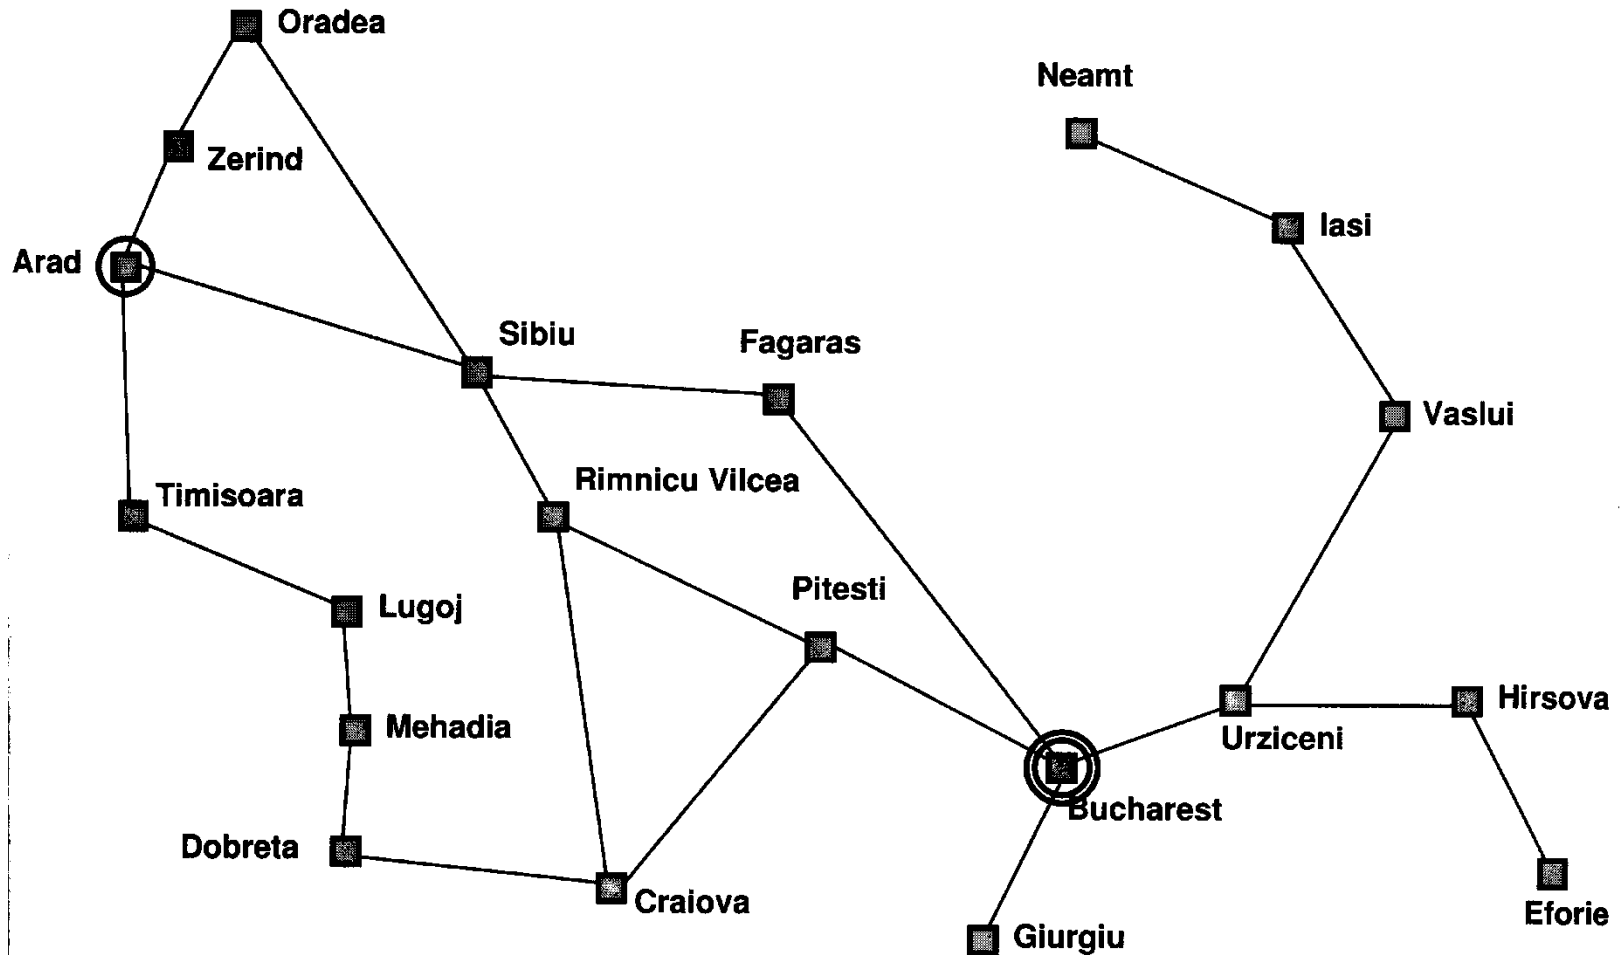 Oradea
Neamt
Zerind
Iasi
Arad
Sibiu
Fagaras
Vaslui
Rimnicu Vilcea
Timisoara
Pitesti
Lugoj
Hirsova
Mehadia
Urziceni
Bucharest
Dobreta
Craiova
Eforie
Giurgiu